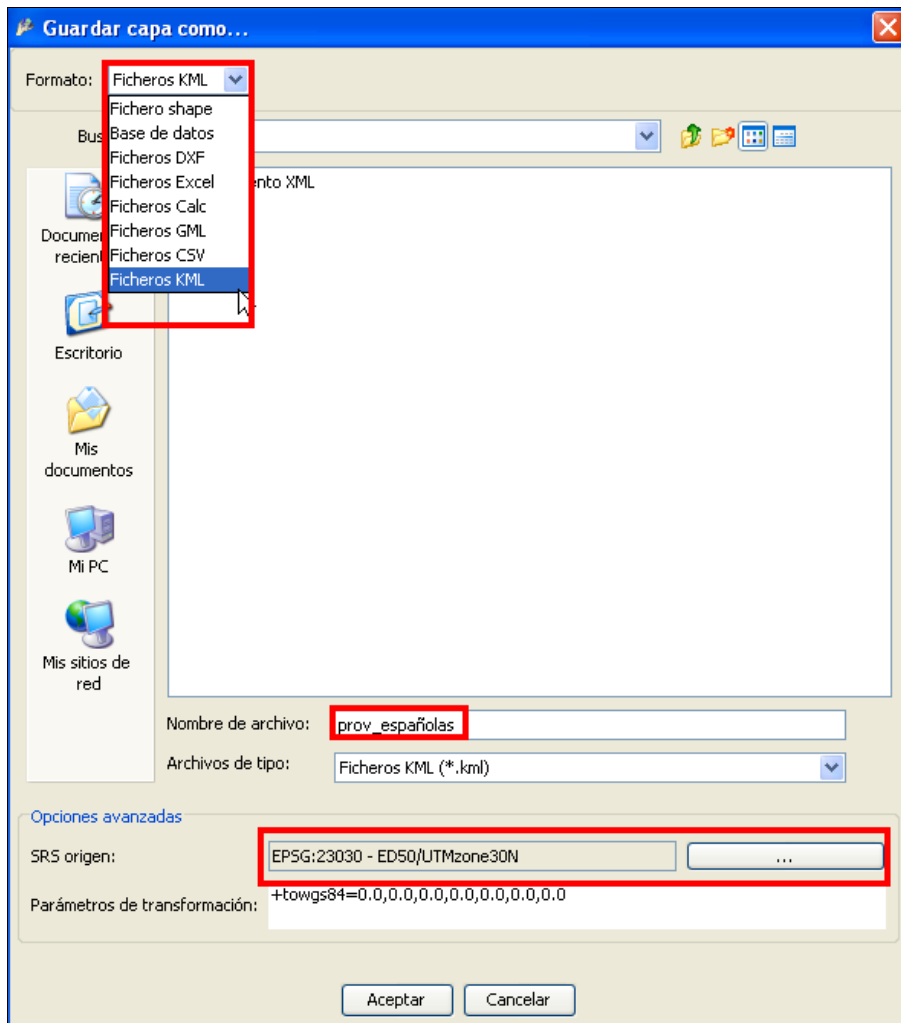 Guardar capa como...
Formato: Ficheros KML
Fichero shape
Base de datos
Ficheros DXF
Ficheros Excel
Ficheros Calc
Ficheros GML
Ficheros CSV
Ficheros KML
Bus
nto XML
Docume
recien
Escritorio
Mis
documentos
Mi PC
Mis sitios de
red
Nombre de archivo: prov_españolas
Archivos de tipo: Ficheros KML (*.kml)
Opciones avanzadas
SRS origen: EPSG:23030 - ED50/UTMzone30N ...
Parámetros de transformación: +towgs84=0.0,0.0,0.0,0.0,0.0,0.0,0.0
Aceptar Cancelar